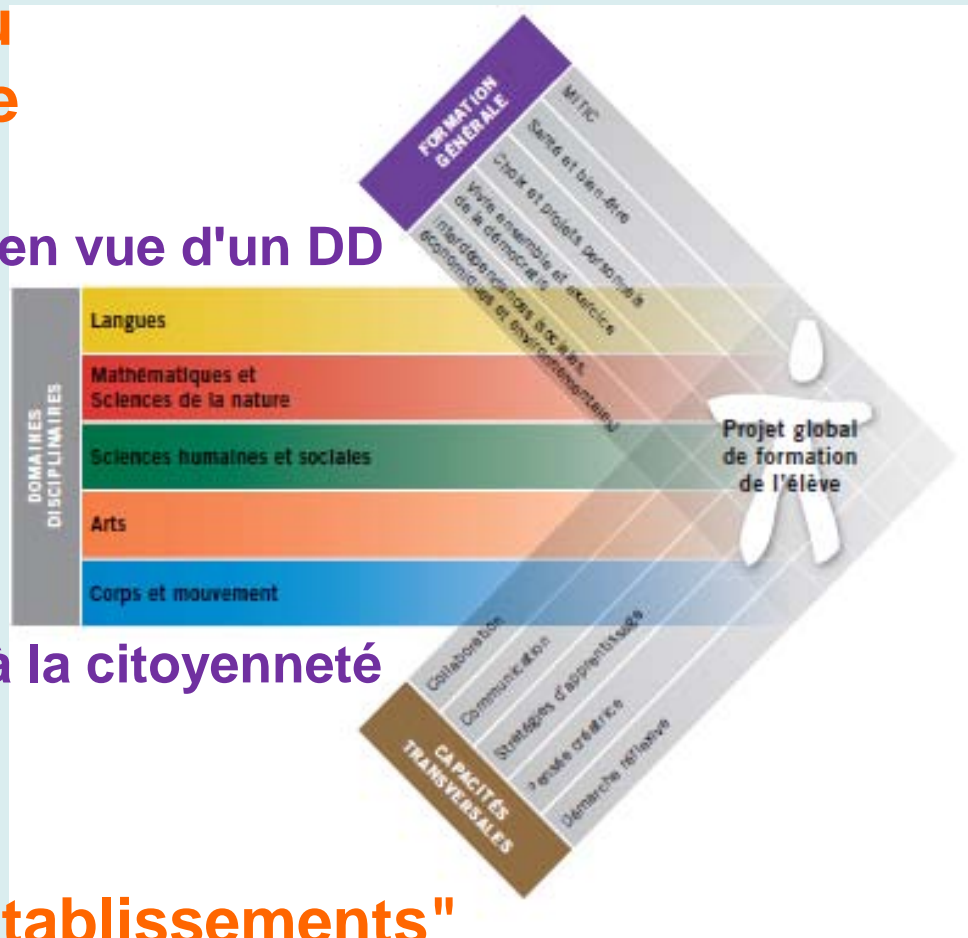 u
e
en vue d'un DD
FORMATION
GÉNÉRALE
MITIC
Santé et bien-être
Choix et projets personnels
Vivre ensemble et exercice
de la démocratie
Interdépendances (sociales,
économiques et environnementales)
DOMAINES
DISCIPLINAIRES
Langues
Mathématiques et
Sciences de la nature
Sciences humaines et sociales
Arts
Corps et mouvement
Projet global
de formation
de l'élève
à la citoyenneté
Collaboration
Communication
Stratégies d'apprentissage
Pensée créatrice
Démarche réflexive
CAPACITÉS
TRANSVERSALES
tablissements"